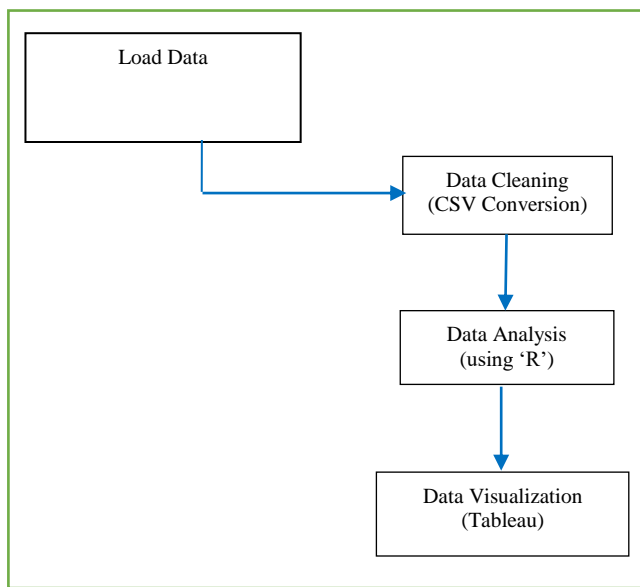 Load Data
Data Cleaning
(CSV Conversion)
Data Analysis
(using ‘R’)
Data Visualization
(Tableau)